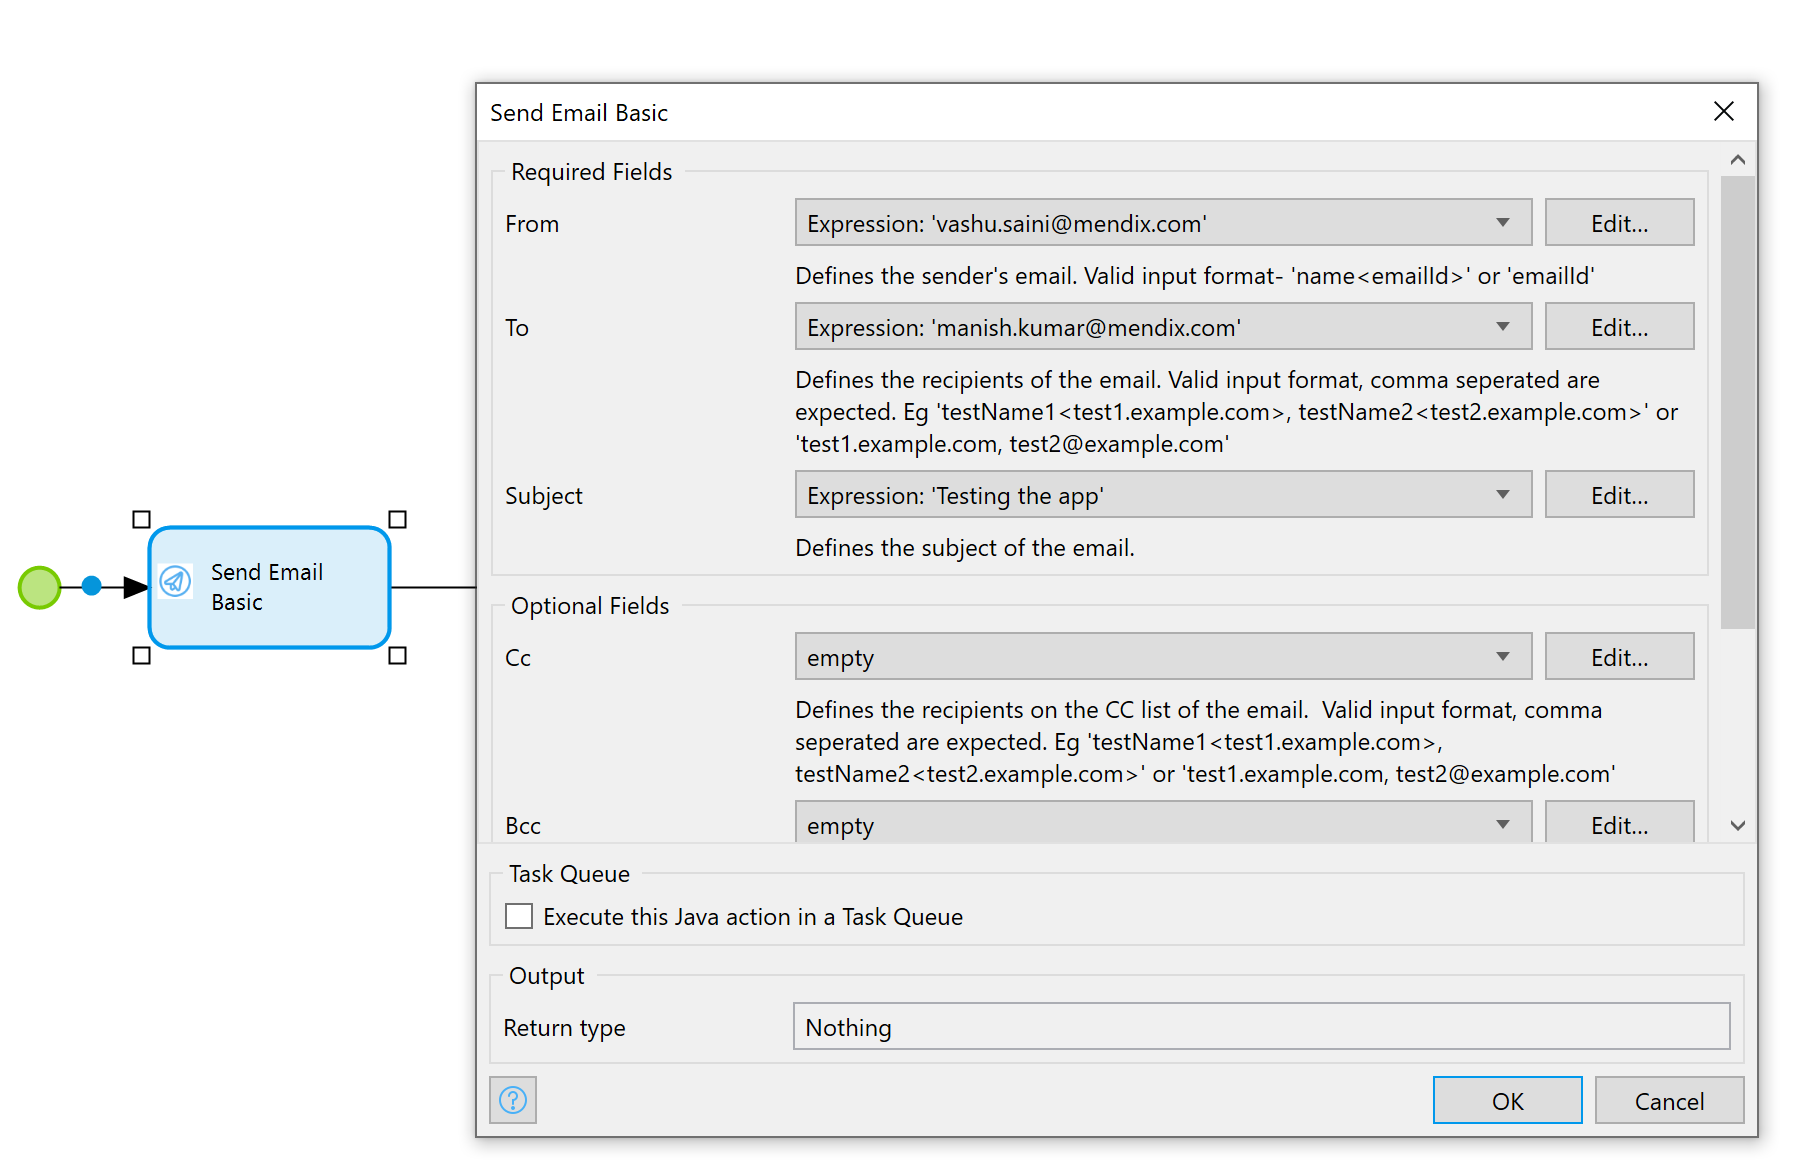 Send Email
Basic
Send Email Basic
Required Fields
From
Expression: 'vashu.saini@mendix.com'
Edit...
Defines the sender's email. Valid input format- 'name<emailId>' or 'emailId'
To
Expression: 'manish.kumar@mendix.com'
Edit...
Defines the recipients of the email. Valid input format, comma seperated are
expected. Eg 'testName1<test1.example.com>, testName2<test2.example.com>' or
'test1.example.com, test2@example.com'
Subject
Expression: 'Testing the app'
Edit...
Defines the subject of the email.
Optional Fields
Cc
empty
Edit...
Defines the recipients on the CC list of the email.  Valid input format, comma
seperated are expected. Eg 'testName1<test1.example.com>,
testName2<test2.example.com>' or 'test1.example.com, test2@example.com'
Bcc
empty
Edit...
Task Queue
Execute this Java action in a Task Queue
Output
Return type
Nothing
?
OK
Cancel